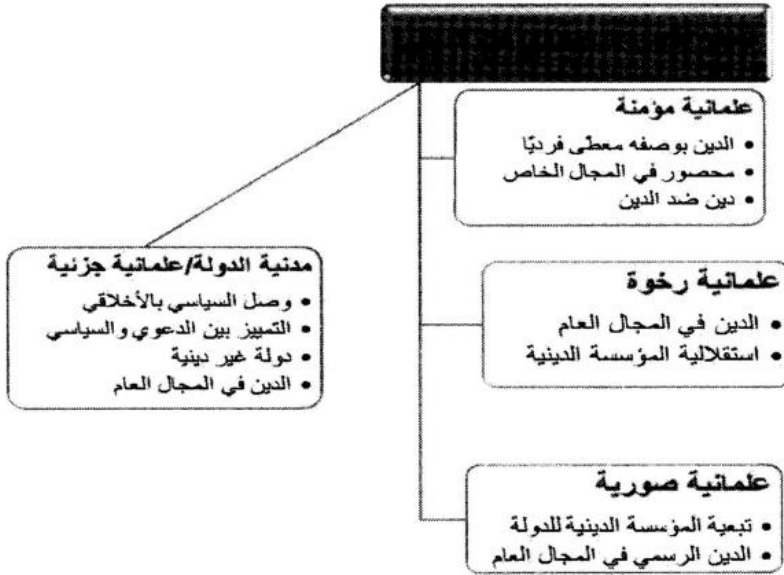 علمانية مؤمنة
• الدين بوصفه معطى فرديًا
• محصور في المجال الخاص
• دين ضد الدين
مدنية الدولة/علمانية جزئية
• وصل السياسي بالأخلاقي
• التمييز بين الدعوي والسياسي
• دولة غير دينية
• الدين في المجال العام
علمانية رخوة
• الدين في المجال العام
• استقلالية المؤسسة الدينية
علمانية صورية
• تبعية المؤسسة الدينية للدولة
• الدين الرسمي في المجال العام